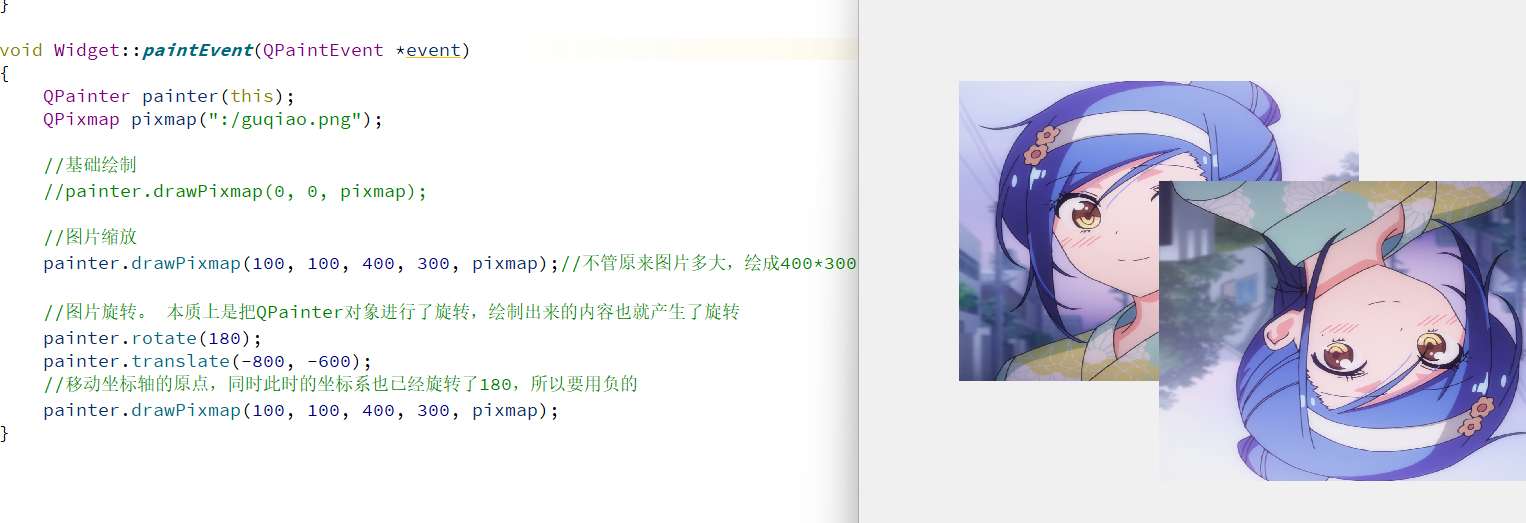 }
void Widget::paintEvent(QPaintEvent *event)
{
    QPainter painter(this);
    QPixmap pixmap(":/guqiao.png");
    //基础绘制
    //painter.drawPixmap(0, 0, pixmap);
    //图片缩放
    painter.drawPixmap(100, 100, 400, 300, pixmap);//不管原来图片多大，绘成400*300
    //图片旋转。 本质上是把QPainter对象进行了旋转，绘制出来的内容也就产生了旋转
    painter.rotate(180);
    painter.translate(-800, -600);
    //移动坐标轴的原点，同时此时的坐标系也已经旋转了180，所以要用负的
    painter.drawPixmap(100, 100, 400, 300, pixmap);
}